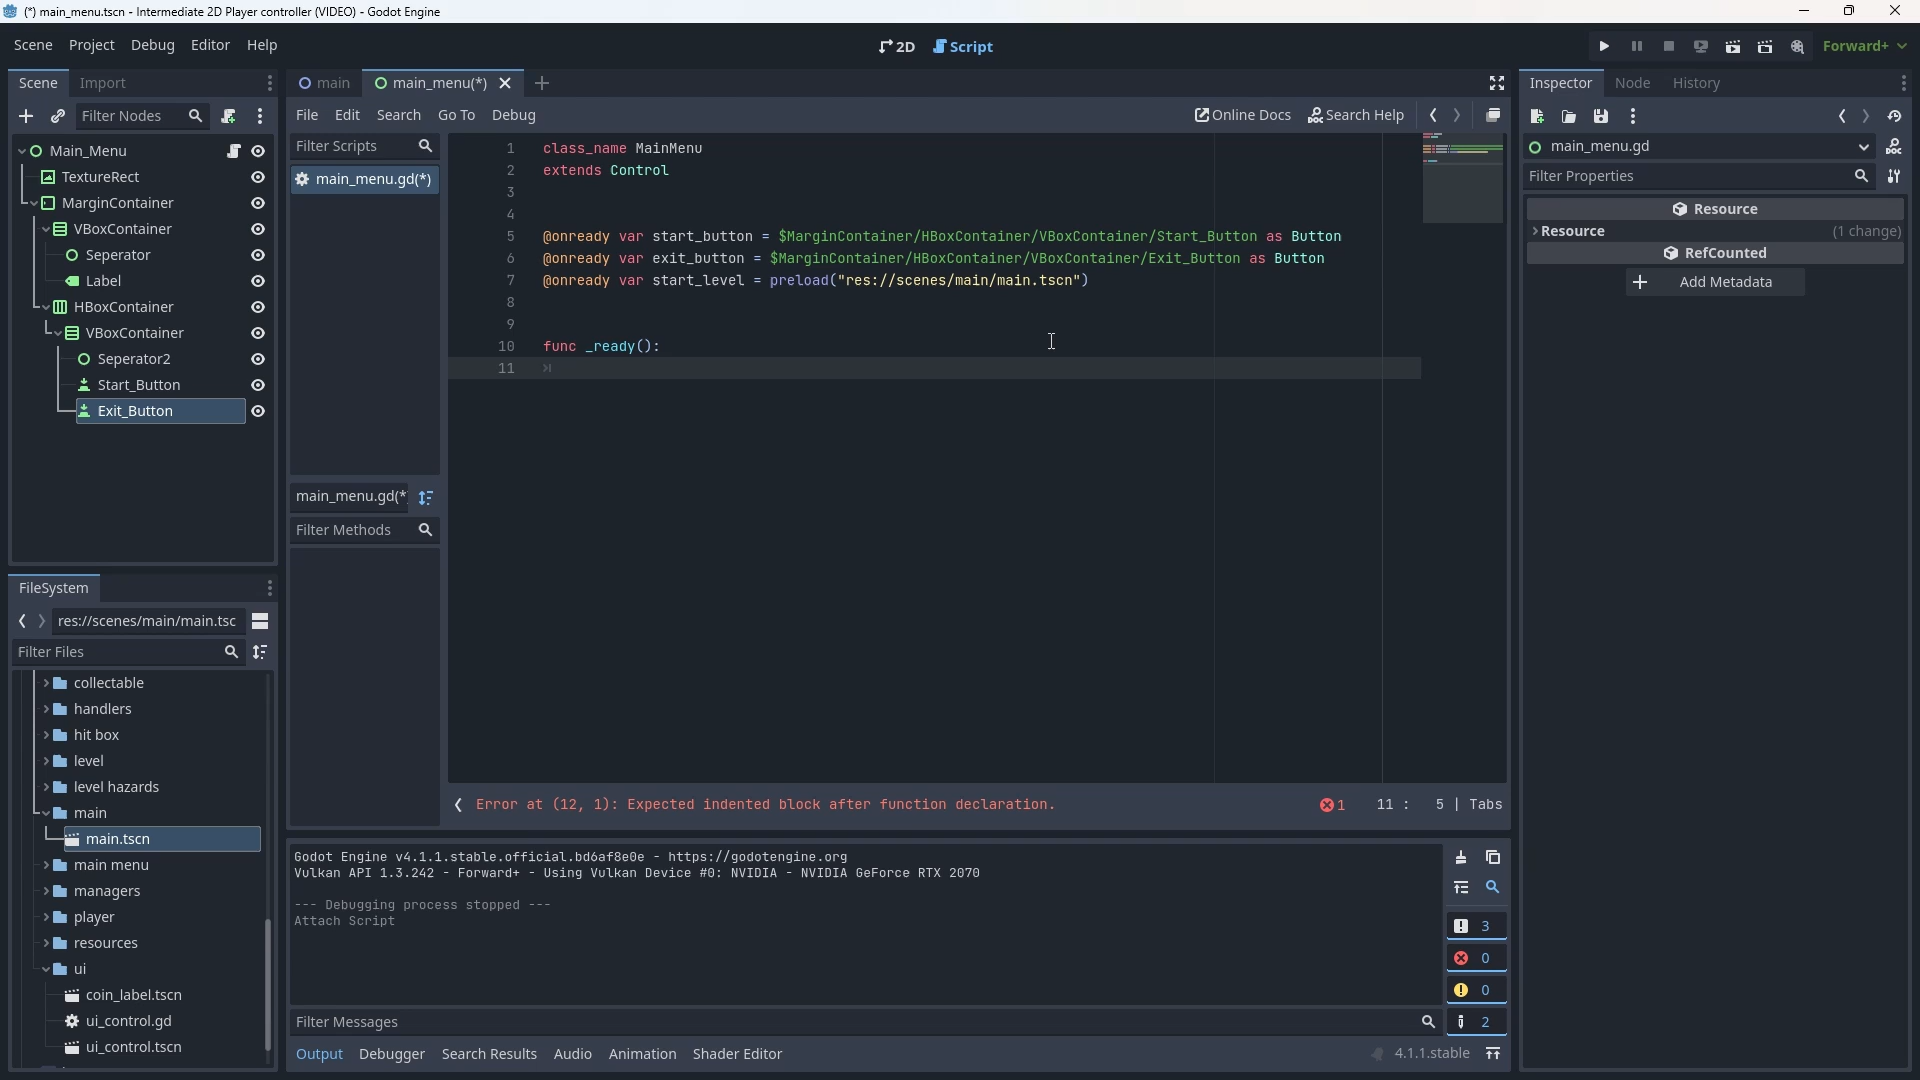 (*) main_menu.tscn - Intermediate 2D Player controller (VIDEO) - Godot Engine
Scene Project Debug Editor Help
2D Script
Forward+
Scene Import
Filter Nodes
Main_Menu
TextureRect
MarginContainer
VBoxContainer
Seperator
Label
HBoxContainer
VBoxContainer
Seperator2
Start_Button
Exit_Button
FileSystem
res://scenes/main/main.tsc
Filter Files
collectable
handlers
hit box
level
level hazards
main
main.tscn
main menu
managers
player
resources
ui
coin_label.tscn
ui_control.gd
ui_control.tscn
main main_menu(*)
File Edit Search Go To Debug
Online Docs Search Help
Filter Scripts
main_menu.gd(*)
main_menu.gd(*
Filter Methods
1 class_name MainMenu
2 extends Control
3
4
5 @onready var start_button = $MarginContainer/HBoxContainer/VBoxContainer/Start_Button as Button
6 @onready var exit_button = $MarginContainer/HBoxContainer/VBoxContainer/Exit_Button as Button
7 @onready var start_level = preload("res://scenes/main/main.tscn")
8
9
10 func _ready():
11
Error at (12, 1): Expected indented block after function declaration.
1 11 : 5 | Tabs
Godot Engine v4.1.1.stable.official.bd6af8e0e - https://godotengine.org
Vulkan API 1.3.242 - Forward+ - Using Vulkan Device #0: NVIDIA - NVIDIA GeForce RTX 2070
--- Debugging process stopped ---
Attach Script
3
0
0
2
Filter Messages
Output Debugger Search Results Audio Animation Shader Editor
4.1.1.stable
Inspector Node History
main_menu.gd
Filter Properties
Resource
Resource (1 change)
RefCounted
Add Metadata